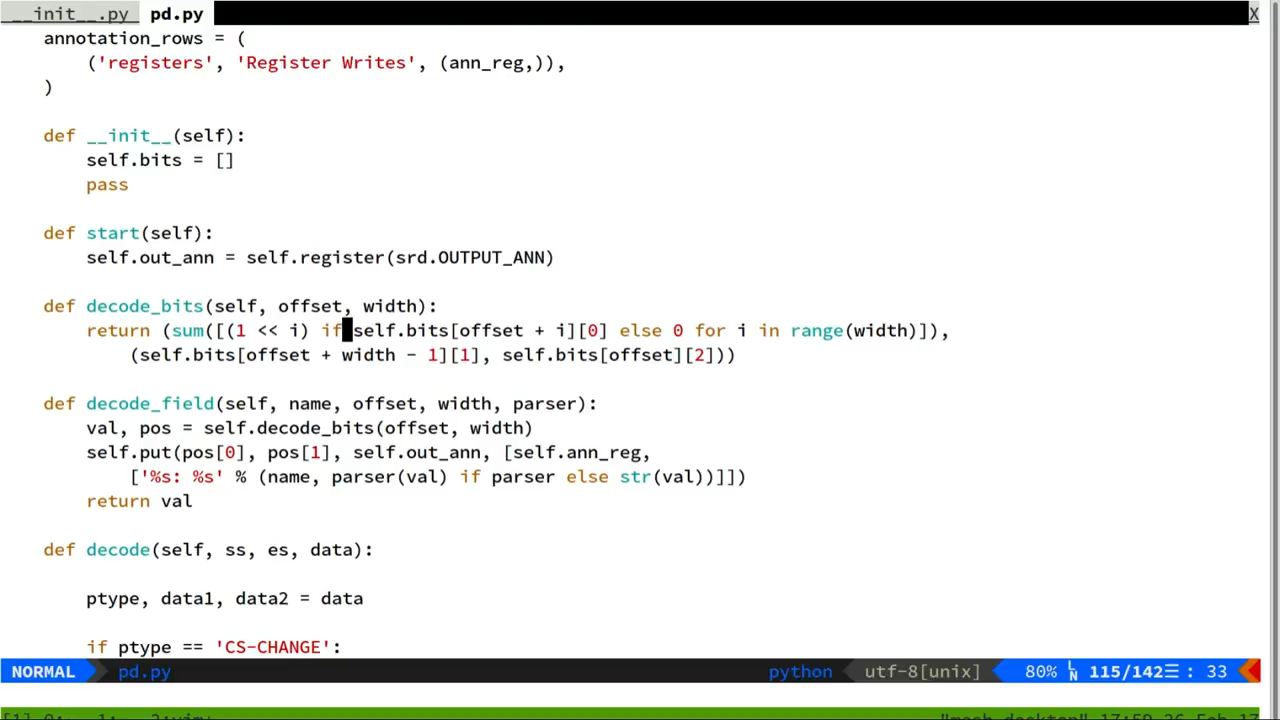 __init__.py  pd.py X
annotation_rows = (
    ('registers', 'Register Writes', (ann_reg,)),
)
def __init__(self):
    self.bits = []
    pass
def start(self):
    self.out_ann = self.register(srd.OUTPUT_ANN)
def decode_bits(self, offset, width):
    return (sum([(1 << i) if self.bits[offset + i][0] else 0 for i in range(width)]),
        (self.bits[offset + width - 1][1], self.bits[offset][2]))
def decode_field(self, name, offset, width, parser):
    val, pos = self.decode_bits(offset, width)
    self.put(pos[0], pos[1], self.out_ann, [self.ann_reg,
        ['%s: %s' % (name, parser(val) if parser else str(val))]])
    return val
def decode(self, ss, es, data):
    ptype, data1, data2 = data
    if ptype == 'CS-CHANGE':
NORMAL pd.py python utf-8[unix] 80% 115/142 : 33